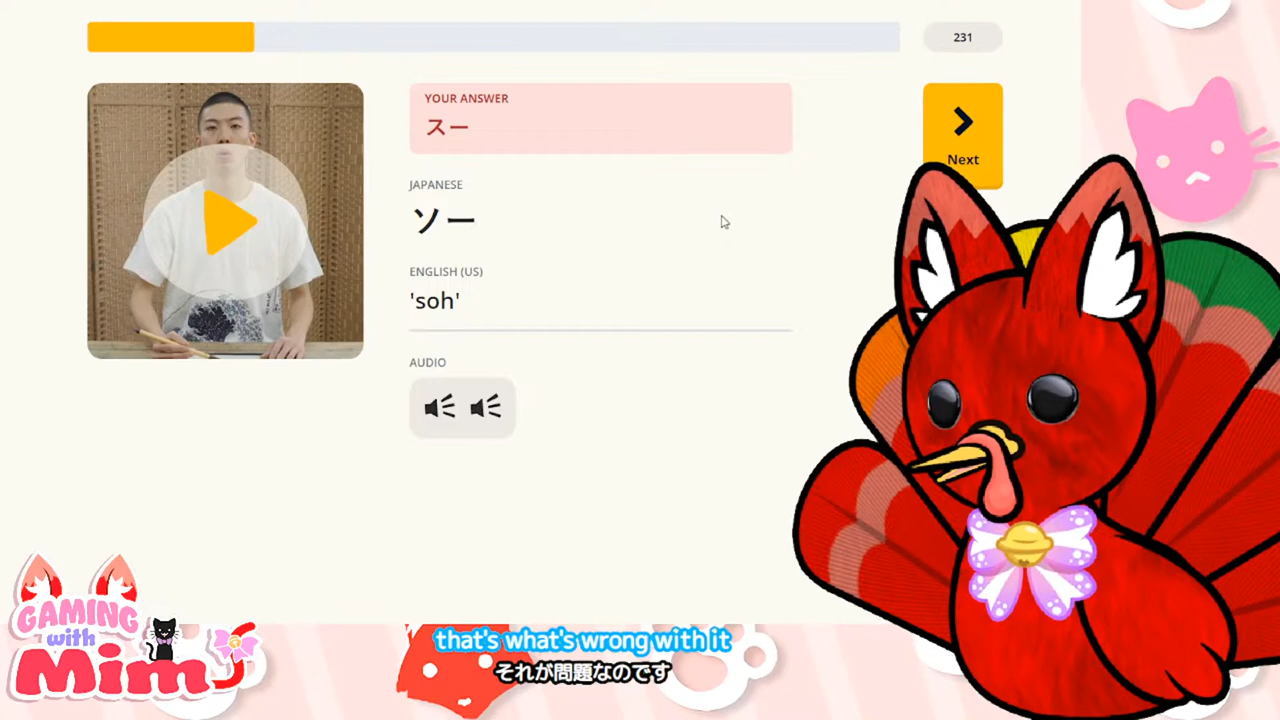 231
YOUR ANSWER
スー
Next
JAPANESE
ソー
ENGLISH (US)
'soh'
AUDIO
GAMING
with
Mim
that's what's wrong with it
それが問題なのです